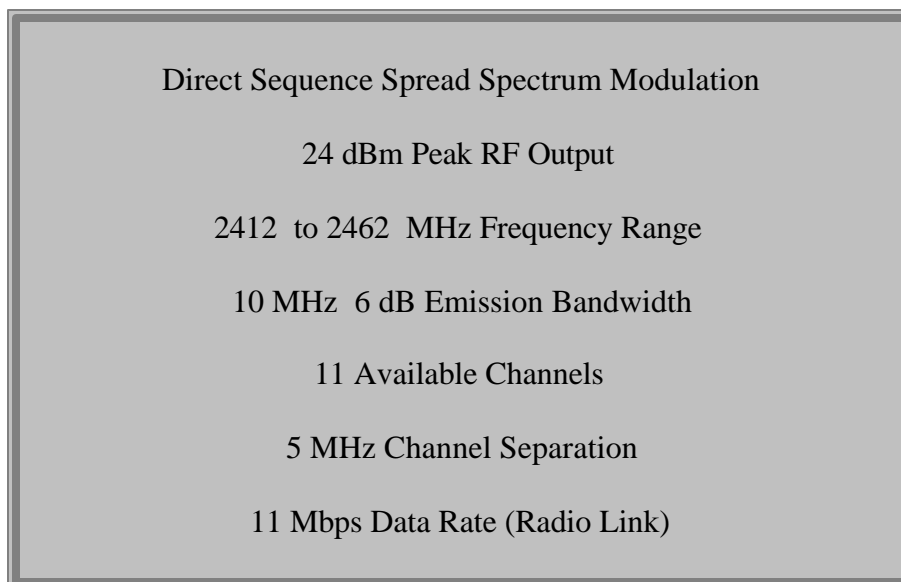 Direct Sequence Spread Spectrum Modulation
24 dBm Peak RF Output
2412 to 2462 MHz Frequency Range
10 MHz 6 dB Emission Bandwidth
11 Available Channels
5 MHz Channel Separation
11 Mbps Data Rate (Radio Link)